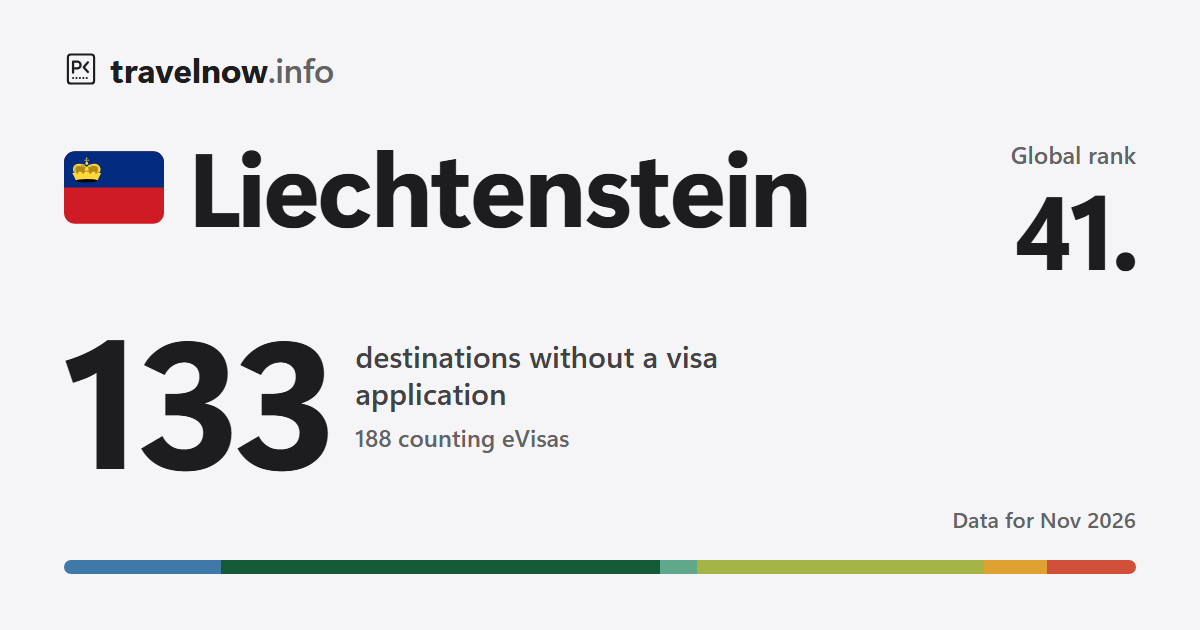 travelnow.info
Liechtenstein
Global rank
41.
133
destinations without a visa
application
188 counting eVisas
Data for Nov 2026